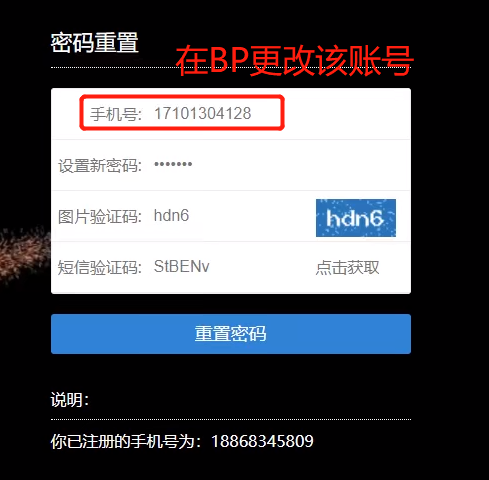 密码重置
在BP更改该账号
手机号: 17101304128
设置新密码: •••••••
图片验证码: hdn6 hdn6
短信验证码: StBENv 点击获取
重置密码
说明:
你已注册的手机号为: 18868345809